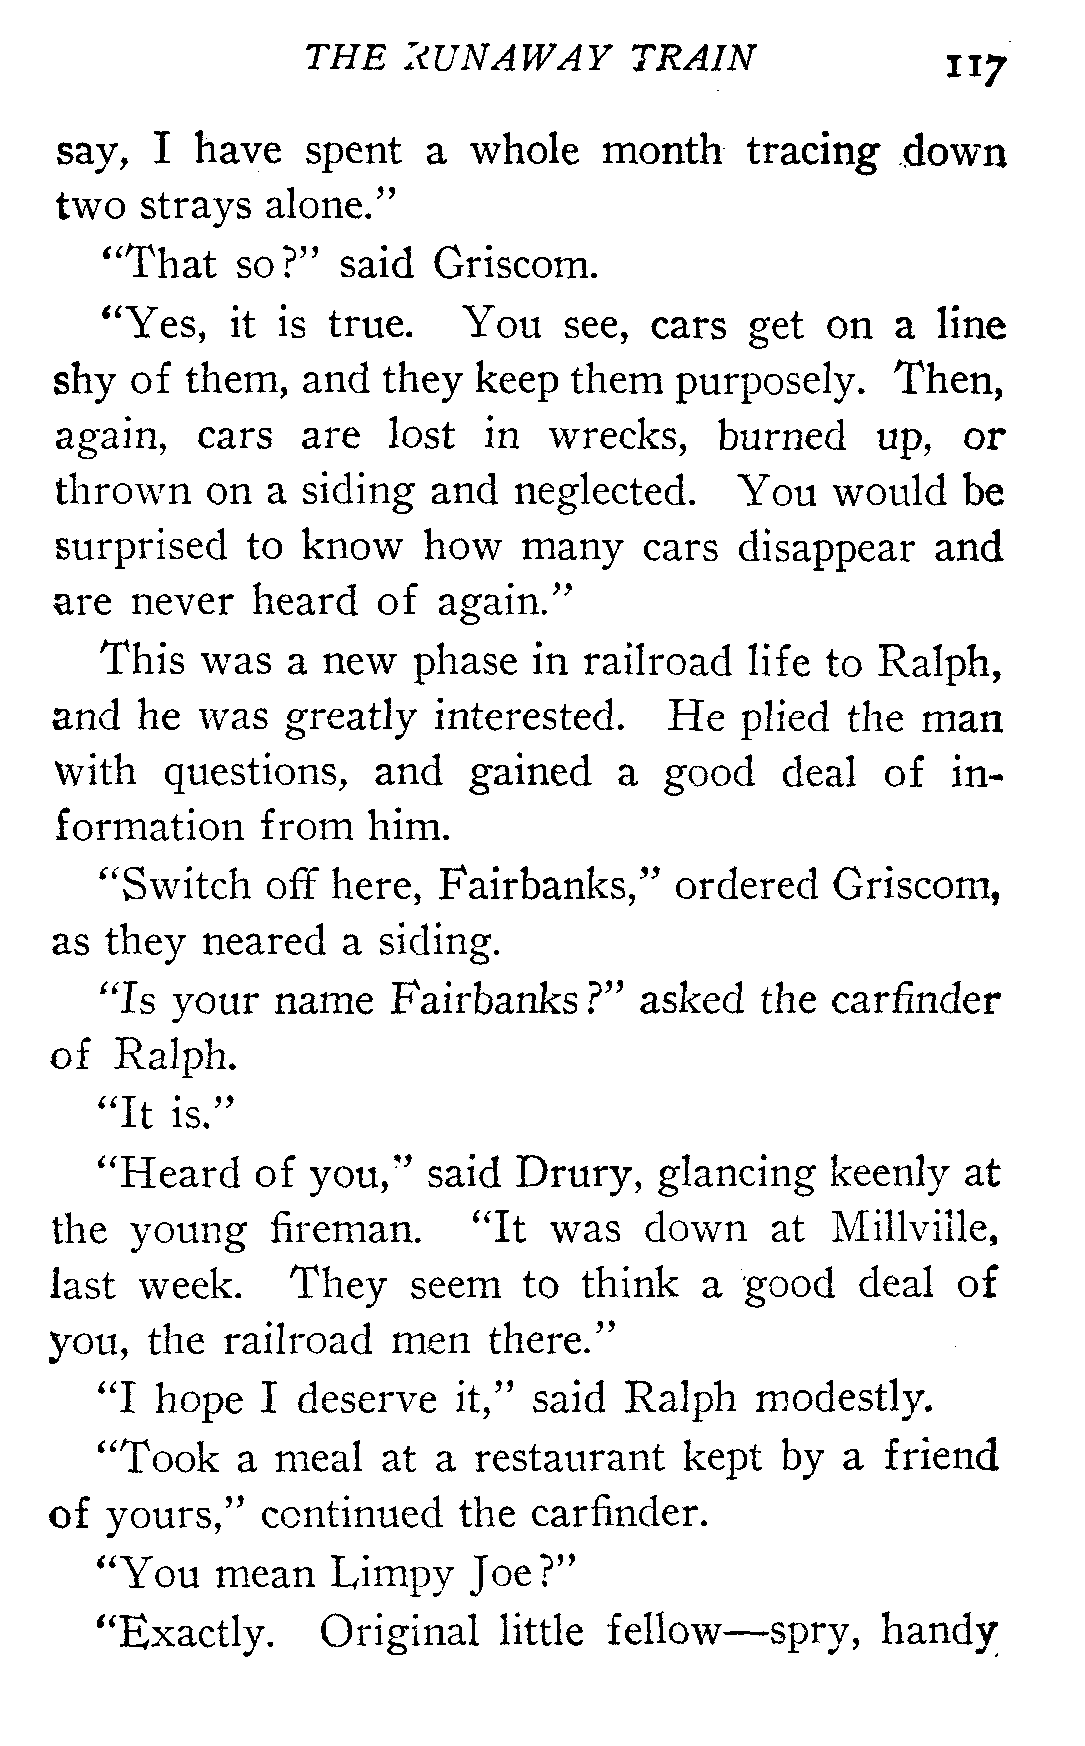 THE RUNAWAY TRAIN 117
say, I have spent a whole month tracing down
two strays alone."
"That so?" said Griscom.
"Yes, it is true. You see, cars get on a line
shy of them, and they keep them purposely. Then,
again, cars are lost in wrecks, burned up, or
thrown on a siding and neglected. You would be
surprised to know how many cars disappear and
are never heard of again."
This was a new phase in railroad life to Ralph,
and he was greatly interested. He plied the man
with questions, and gained a good deal of in-
formation from him.
"Switch off here, Fairbanks," ordered Griscom,
as they neared a siding.
"Is your name Fairbanks?" asked the carfinder
of Ralph.
"It is."
"Heard of you," said Drury, glancing keenly at
the young fireman. "It was down at Millville,
last week. They seem to think a good deal of
you, the railroad men there."
"I hope I deserve it," said Ralph modestly.
"Took a meal at a restaurant kept by a friend
of yours," continued the carfinder.
"You mean Limpy Joe?"
"Exactly. Original little fellow—spry, handy